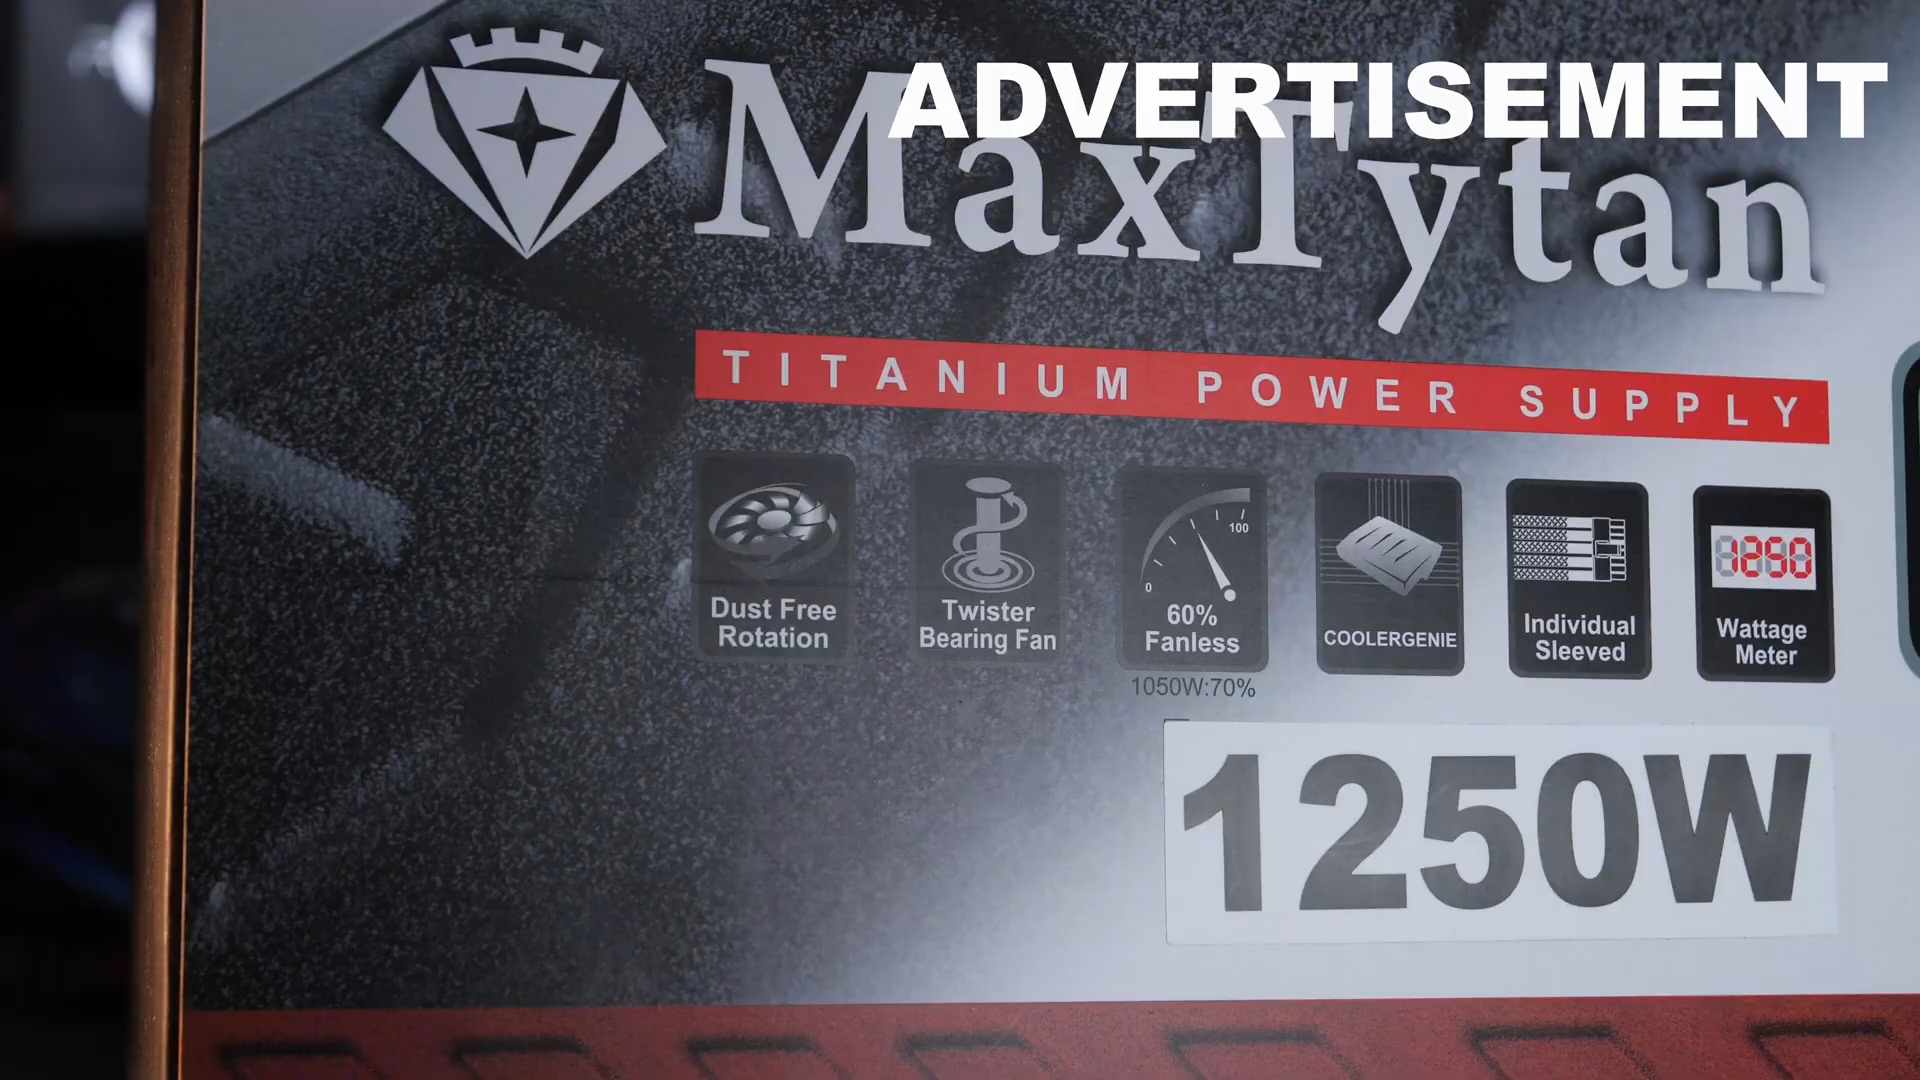 ADVERTISEMENT
MaxTytan
TITANIUM POWER SUPPLY
Dust Free
Rotation
Twister
Bearing Fan
0
100
60%
Fanless
1050W:70%
COOLERGENIE
Individual
Sleeved
1250
Wattage
Meter
1250W